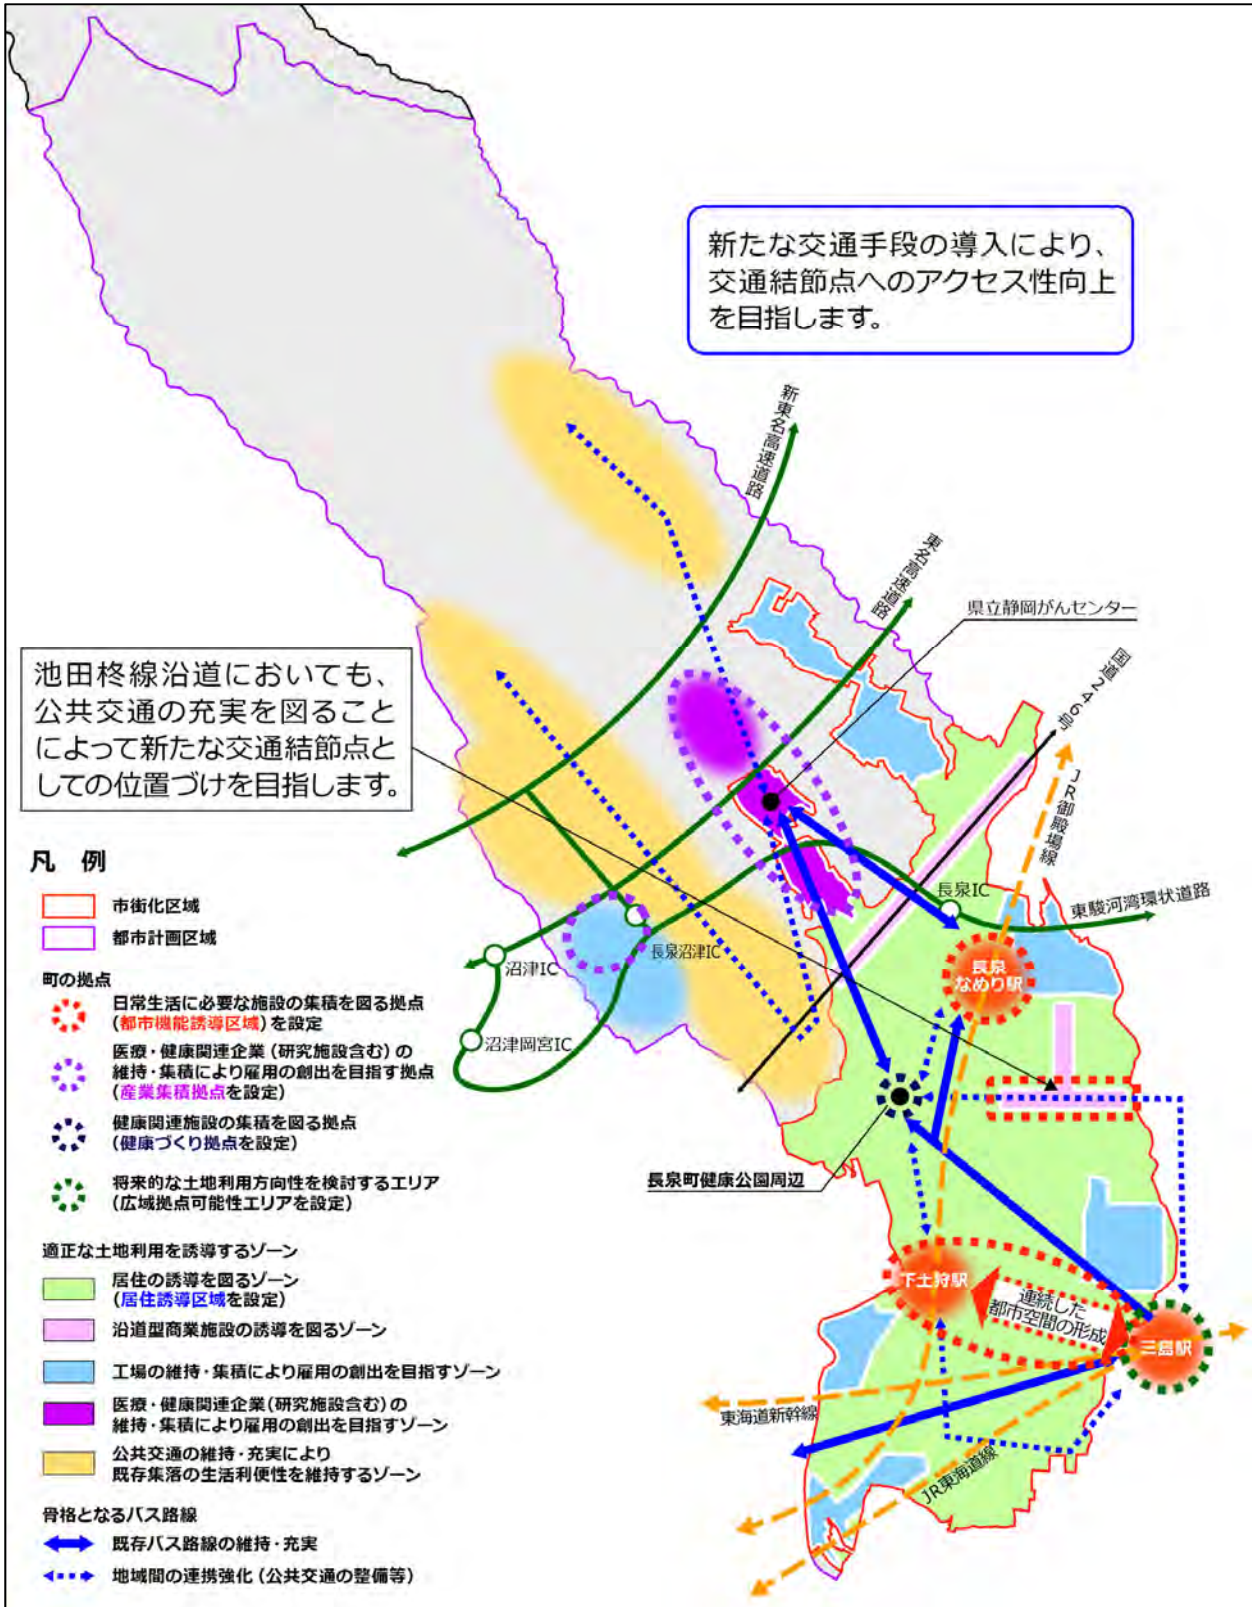 新たな交通手段の導入により、
交通結節点へのアクセス性向上
を目指します。
新東名高速道路
東名高速道路
県立静岡がんセンター
国道246号
JR御殿場線
池田柊線沿道においても、
公共交通の充実を図ること
によって新たな交通結節点と
しての位置づけを目指します。
長泉IC
東駿河湾環状道路
長泉沼津IC
沼津IC
沼津岡宮IC
長泉
なめり駅
長泉町健康公園周辺
下土狩駅
連続した
都市空間の形成
三島駅
東海道新幹線
JR東海道線
凡 例
市街化区域
都市計画区域
町の拠点
日常生活に必要な施設の集積を図る拠点
(都市機能誘導区域)を設定
医療・健康関連企業(研究施設含む)の
維持・集積により雇用の創出を目指す拠点
(産業集積拠点を設定)
健康関連施設の集積を図る拠点
(健康づくり拠点を設定)
将来的な土地利用方向性を検討するエリア
(広域拠点可能性エリアを設定)
適正な土地利用を誘導するゾーン
居住の誘導を図るゾーン
(居住誘導区域を設定)
沿道型商業施設の誘導を図るゾーン
工場の維持・集積により雇用の創出を目指すゾーン
医療・健康関連企業(研究施設含む)の
維持・集積により雇用の創出を目指すゾーン
公共交通の維持・充実により
既存集落の生活利便性を維持するゾーン
骨格となるバス路線
既存バス路線の維持・充実
地域間の連携強化(公共交通の整備等)